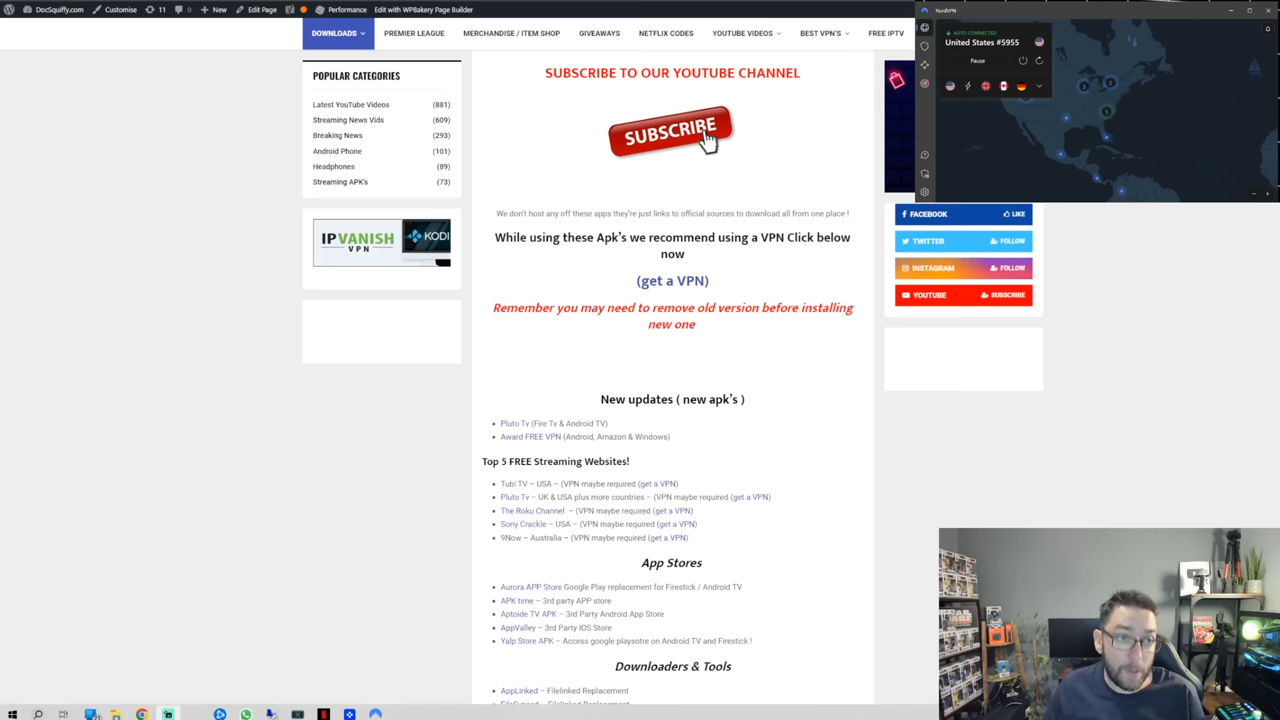 DocSquiffy.com
Customise
11
0
New
Edit Page
Performance
Edit with WPBakery Page Builder
DOWNLOADS
PREMIER LEAGUE
MERCHANDISE / ITEM SHOP
GIVEAWAYS
NETFLIX CODES
YOUTUBE VIDEOS
BEST VPN'S
FREE IPTV
POPULAR CATEGORIES
Latest YouTube Videos (881)
Streaming News Vids (609)
Breaking News (293)
Android Phone (101)
Headphones (89)
Streaming APK's (73)
IPVANISH
VPN
KODI
SUBSCRIBE TO OUR YOUTUBE CHANNEL
SUBSCRIBE
We don't host any off these apps they're just links to official sources to download all from one place !
While using these Apk's we recommend using a VPN Click below
now
(get a VPN)
Remember you may need to remove old version before installing
new one
New updates ( new apk's )
Pluto Tv (Fire Tv & Android TV)
Award FREE VPN (Android, Amazon & Windows)
Top 5 FREE Streaming Websites!
Tubi TV – USA – (VPN maybe required (get a VPN)
Pluto Tv – UK & USA plus more countries – (VPN maybe required (get a VPN)
The Roku Channel – (VPN maybe required (get a VPN)
Sony Crackle – USA – (VPN maybe required (get a VPN)
9Now – Australia – (VPN maybe required (get a VPN)
App Stores
Aurora APP Store Google Play replacement for Firestick / Android TV
APK time – 3rd party APP store
Aptoide TV APK – 3rd Party Android App Store
AppValley – 3rd Party IOS Store
Yalp Store APK – Access google playsotre on Android TV and Firestick !
Downloaders & Tools
AppLinked – Filelinked Replacement
NordVPN
AUTO-CONNECTED
United States #5955
Pause
3
2
5
FACEBOOK LIKE
TWITTER FOLLOW
INSTAGRAM FOLLOW
YOUTUBE SUBSCRIBE